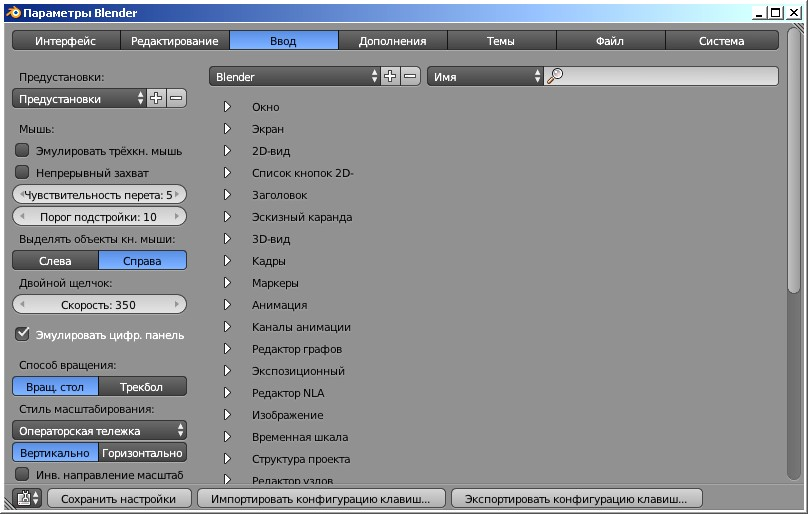 Параметры Blender
Интерфейс Редактирование Ввод Дополнения Темы Файл Система
Предустановки:
Предустановки
Мышь:
Эмулировать трёхкн. мышь
Непрерывный захват
Чувствительность перета: 5
Порог подстройки: 10
Выделять объекты кн. мыши:
Слева Справа
Двойной щелчок:
Скорость: 350
Эмулировать цифр. панель
Способ вращения:
Вращ. стол Трекбол
Стиль масштабирования:
Операторская тележка
Вертикально Горизонтально
Инв. направление масштаб
Blender Имя
Окно
Экран
2D-вид
Список кнопок 2D-
Заголовок
Эскизный каранда
3D-вид
Кадры
Маркеры
Анимация
Каналы анимации
Редактор графов
Экспозиционный
Редактор NLA
Изображение
Временная шкала
Структура проекта
Редактор узлов
Сохранить настройки Импортировать конфигурацию клавиш... Экспортировать конфигурацию клавиш...